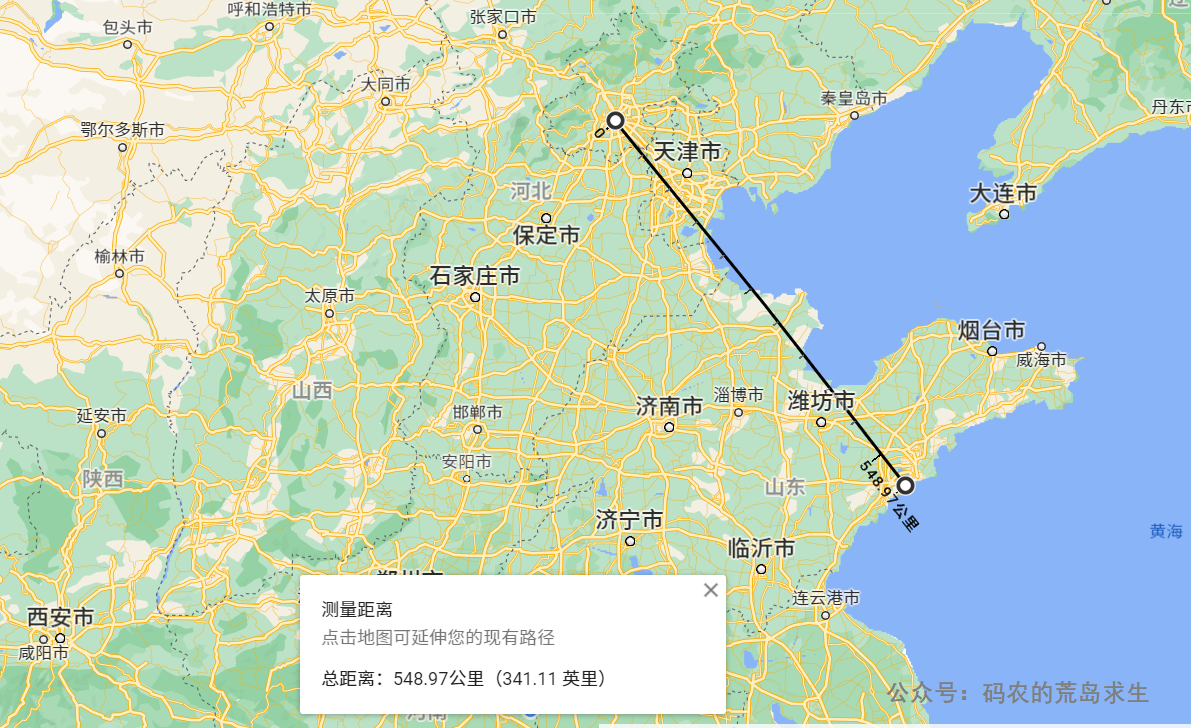 呼和浩特市
张家口市
包头市
大同市
秦皇岛市
丹东市
鄂尔多斯市
0
天津市
河北
大连市
保定市
榆林市
石家庄市
太原市
烟台市
威海市
山西
淄博市
潍坊市
济南市
邯郸市
延安市
安阳市
陕西
548.97公里
山东
济宁市
黄海
临沂市
郑州市
测量距离
点击地图可延伸您的现有路径
总距离：548.97公里（341.11 英里）
连云港市
西安市
咸阳市
河南
公众号：码农的荒岛求生